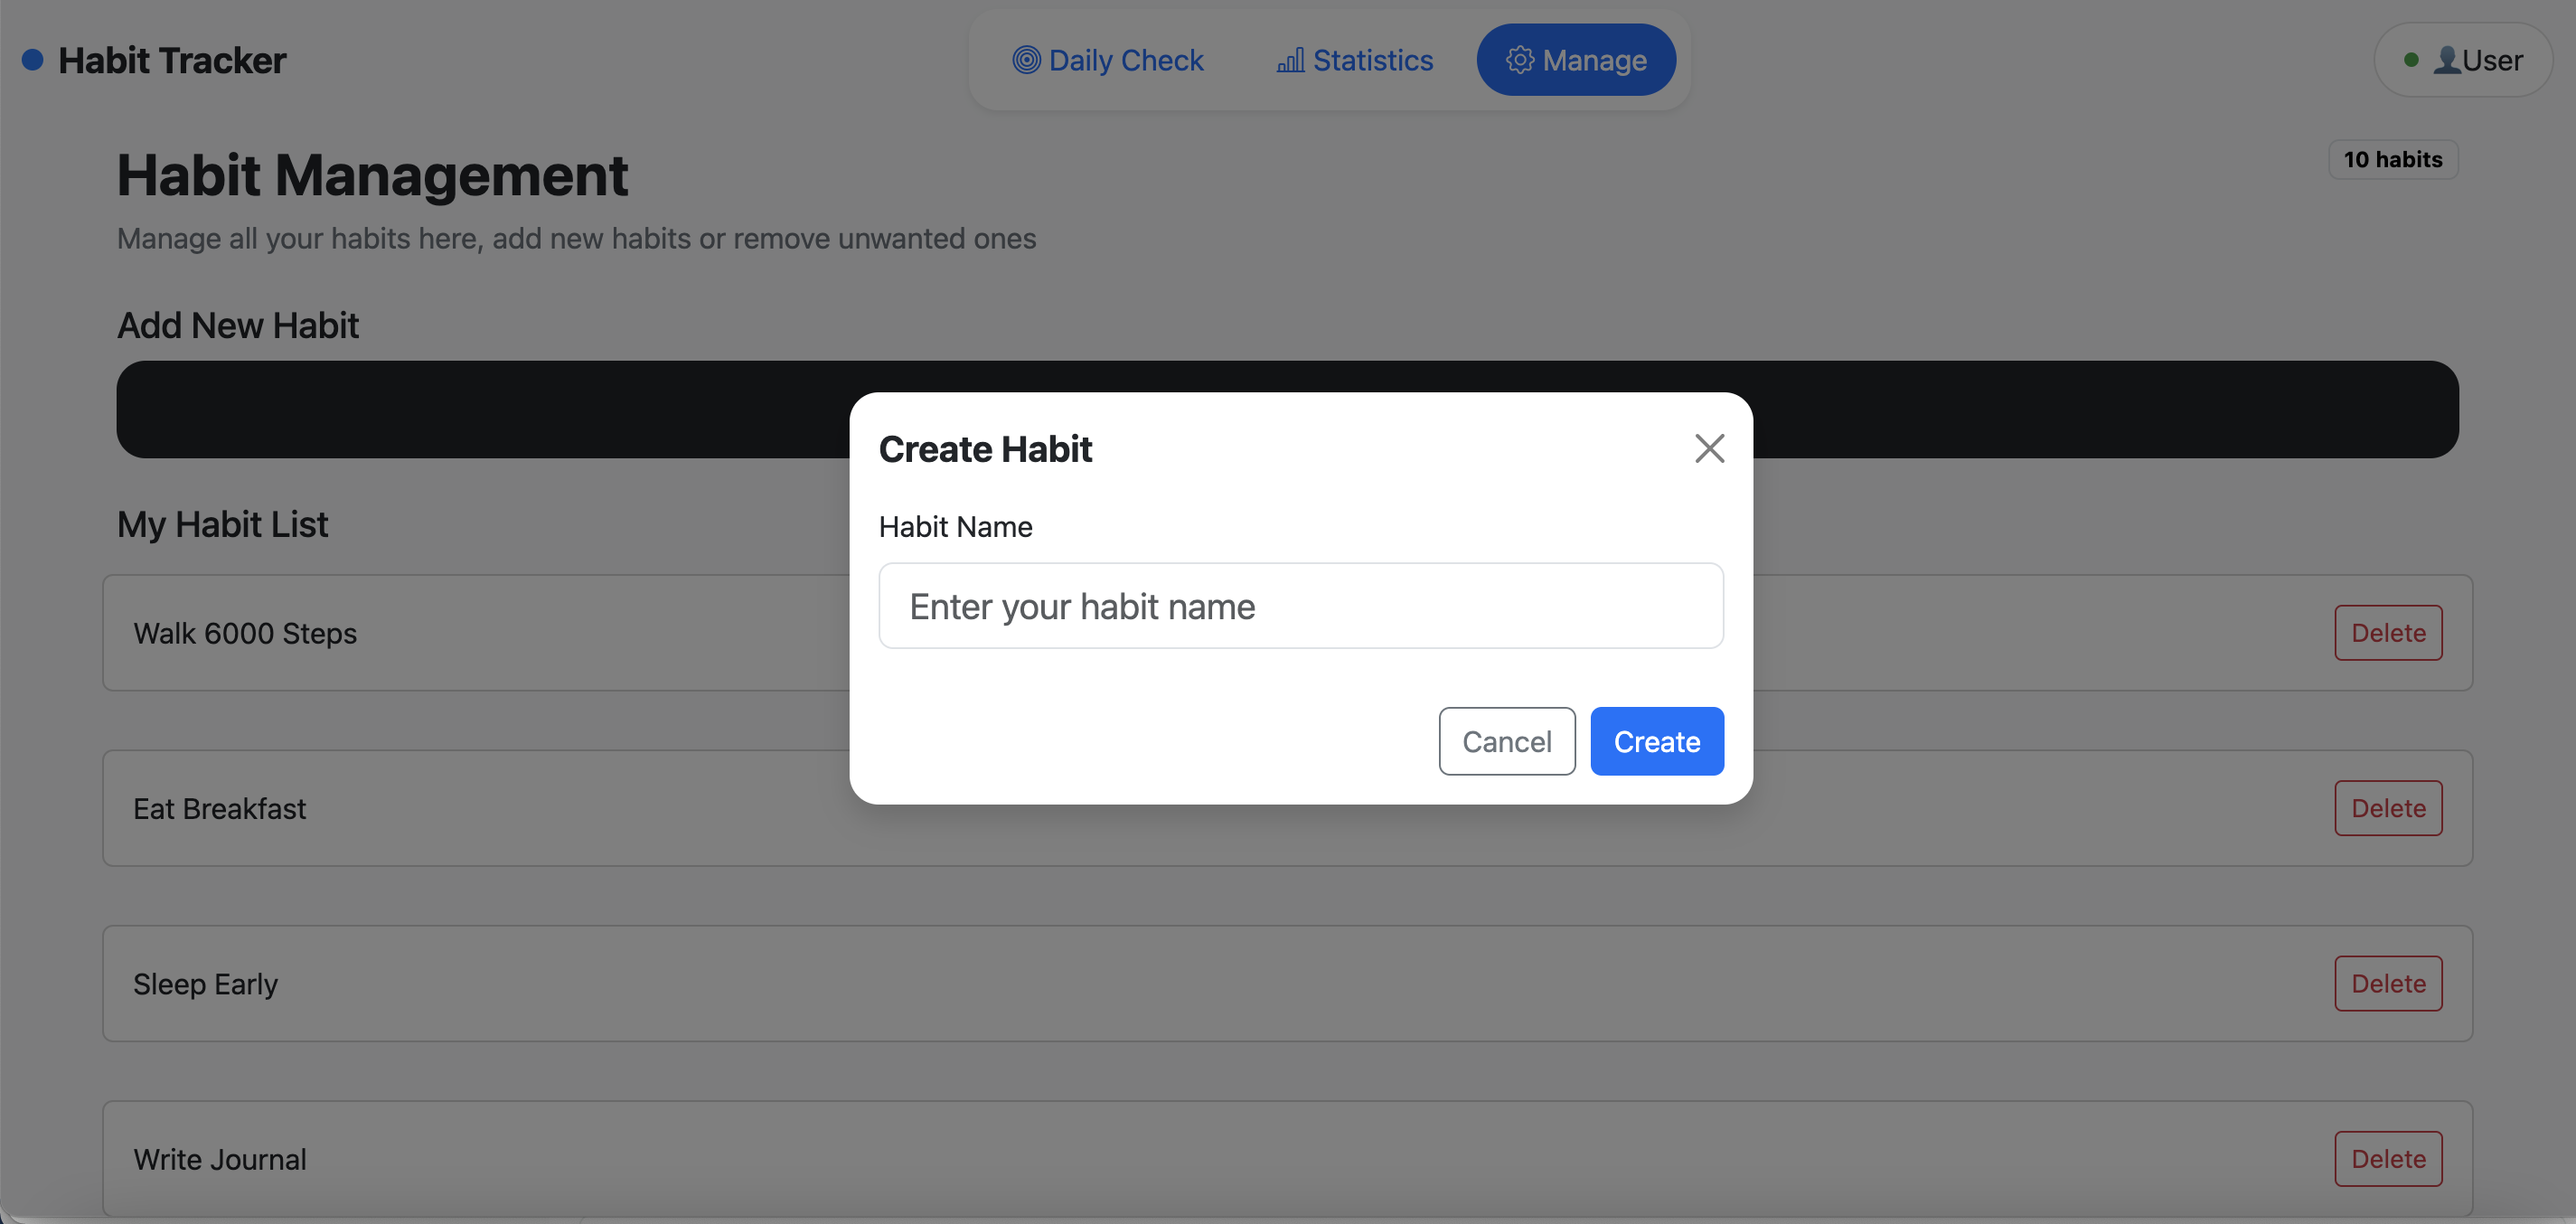 Habit Tracker
Daily Check
Statistics
Manage
User
Habit Management
10 habits
Manage all your habits here, add new habits or remove unwanted ones
Add New Habit
Create Habit
Habit Name
Enter your habit name
Cancel
Create
My Habit List
Walk 6000 Steps
Delete
Eat Breakfast
Delete
Sleep Early
Delete
Write Journal
Delete